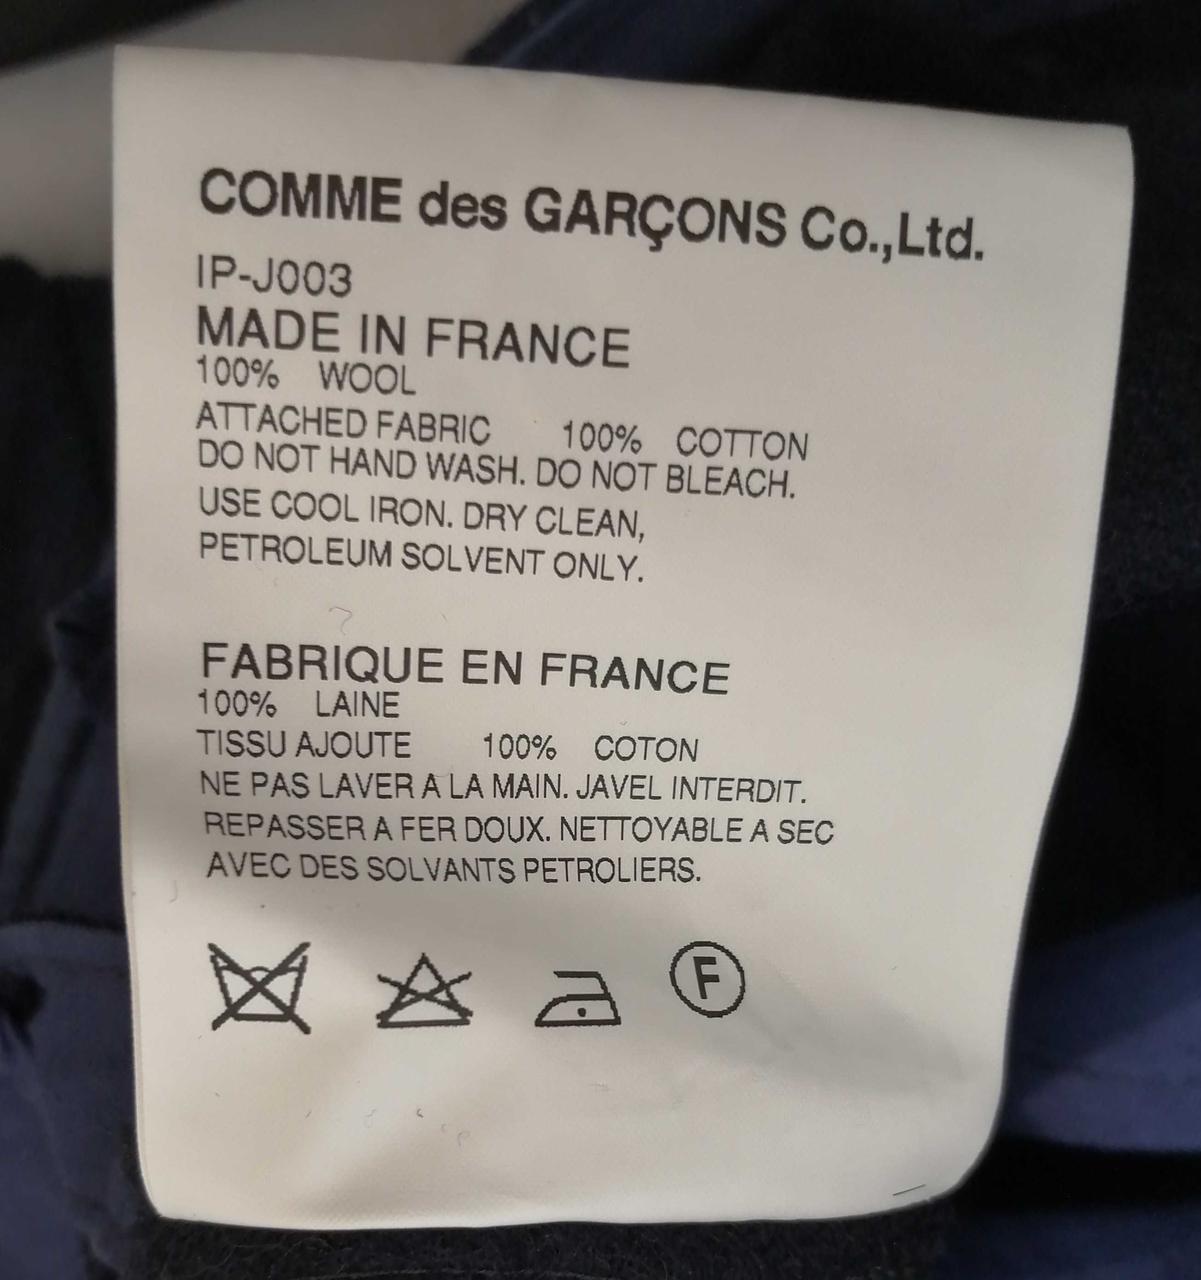 COMME des GARÇONS Co.,Ltd.
IP-J003
MADE IN FRANCE
100% WOOL
ATTACHED FABRIC 100% COTTON
DO NOT HAND WASH. DO NOT BLEACH.
USE COOL IRON. DRY CLEAN,
PETROLEUM SOLVENT ONLY.
FABRIQUE EN FRANCE
100% LAINE
TISSU AJOUTE 100% COTON
NE PAS LAVER A LA MAIN. JAVEL INTERDIT.
REPASSER A FER DOUX. NETTOYABLE A SEC
AVEC DES SOLVANTS PETROLIERS.
F